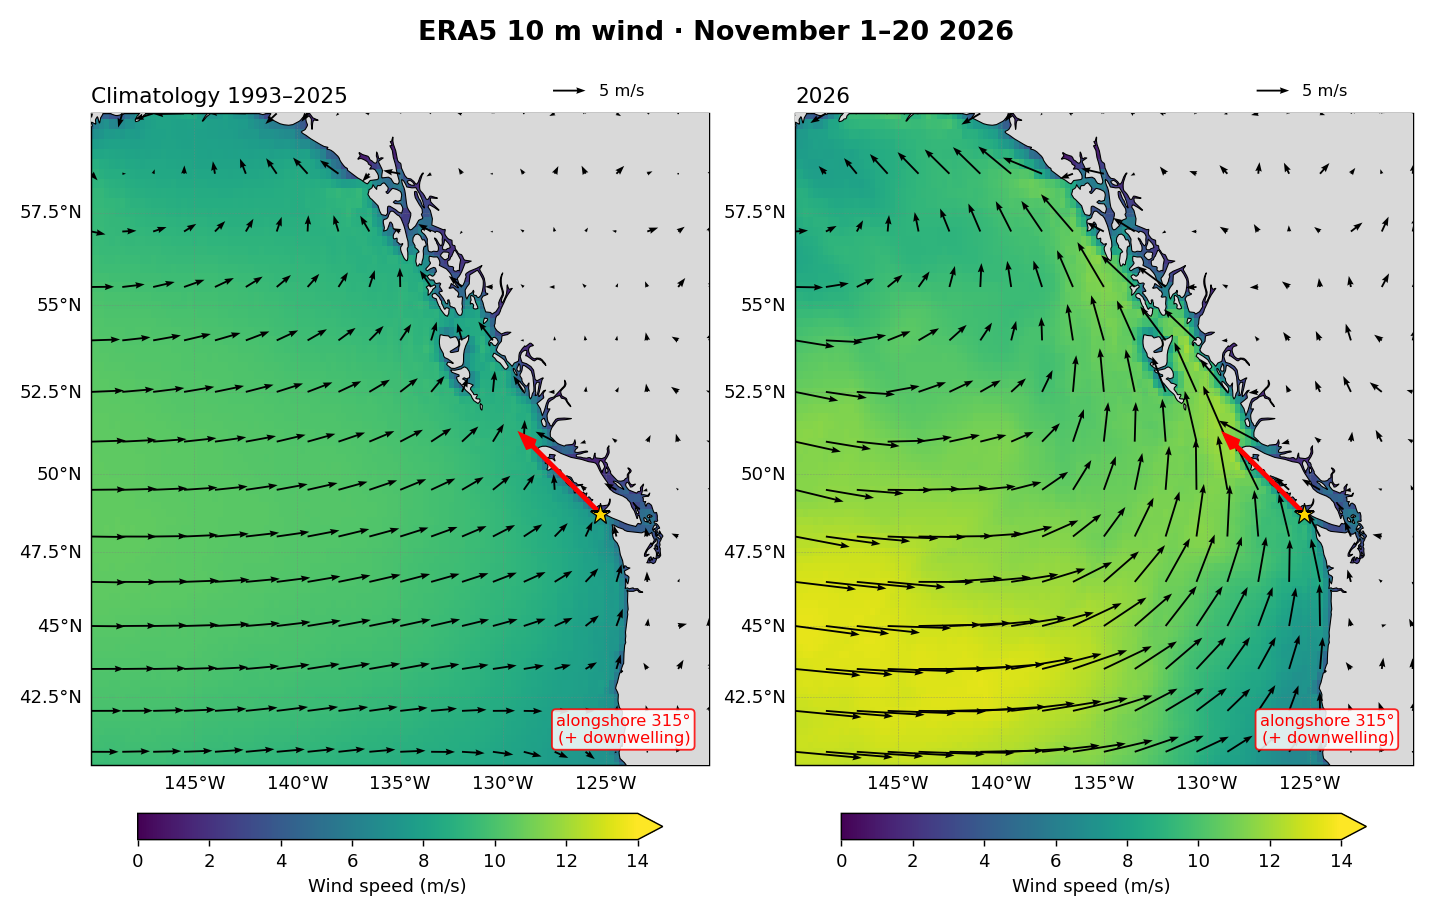 ERA5 10 m wind · November 1–20 2026
Climatology 1993–2025
5 m/s
2026
5 m/s
57.5°N
55°N
52.5°N
50°N
47.5°N
45°N
42.5°N
alongshore 315°
(+ downwelling)
145°W
140°W
135°W
130°W
125°W
57.5°N
55°N
52.5°N
50°N
47.5°N
45°N
42.5°N
alongshore 315°
(+ downwelling)
145°W
140°W
135°W
130°W
125°W
0 2 4 6 8 10 12 14
Wind speed (m/s)
0 2 4 6 8 10 12 14
Wind speed (m/s)